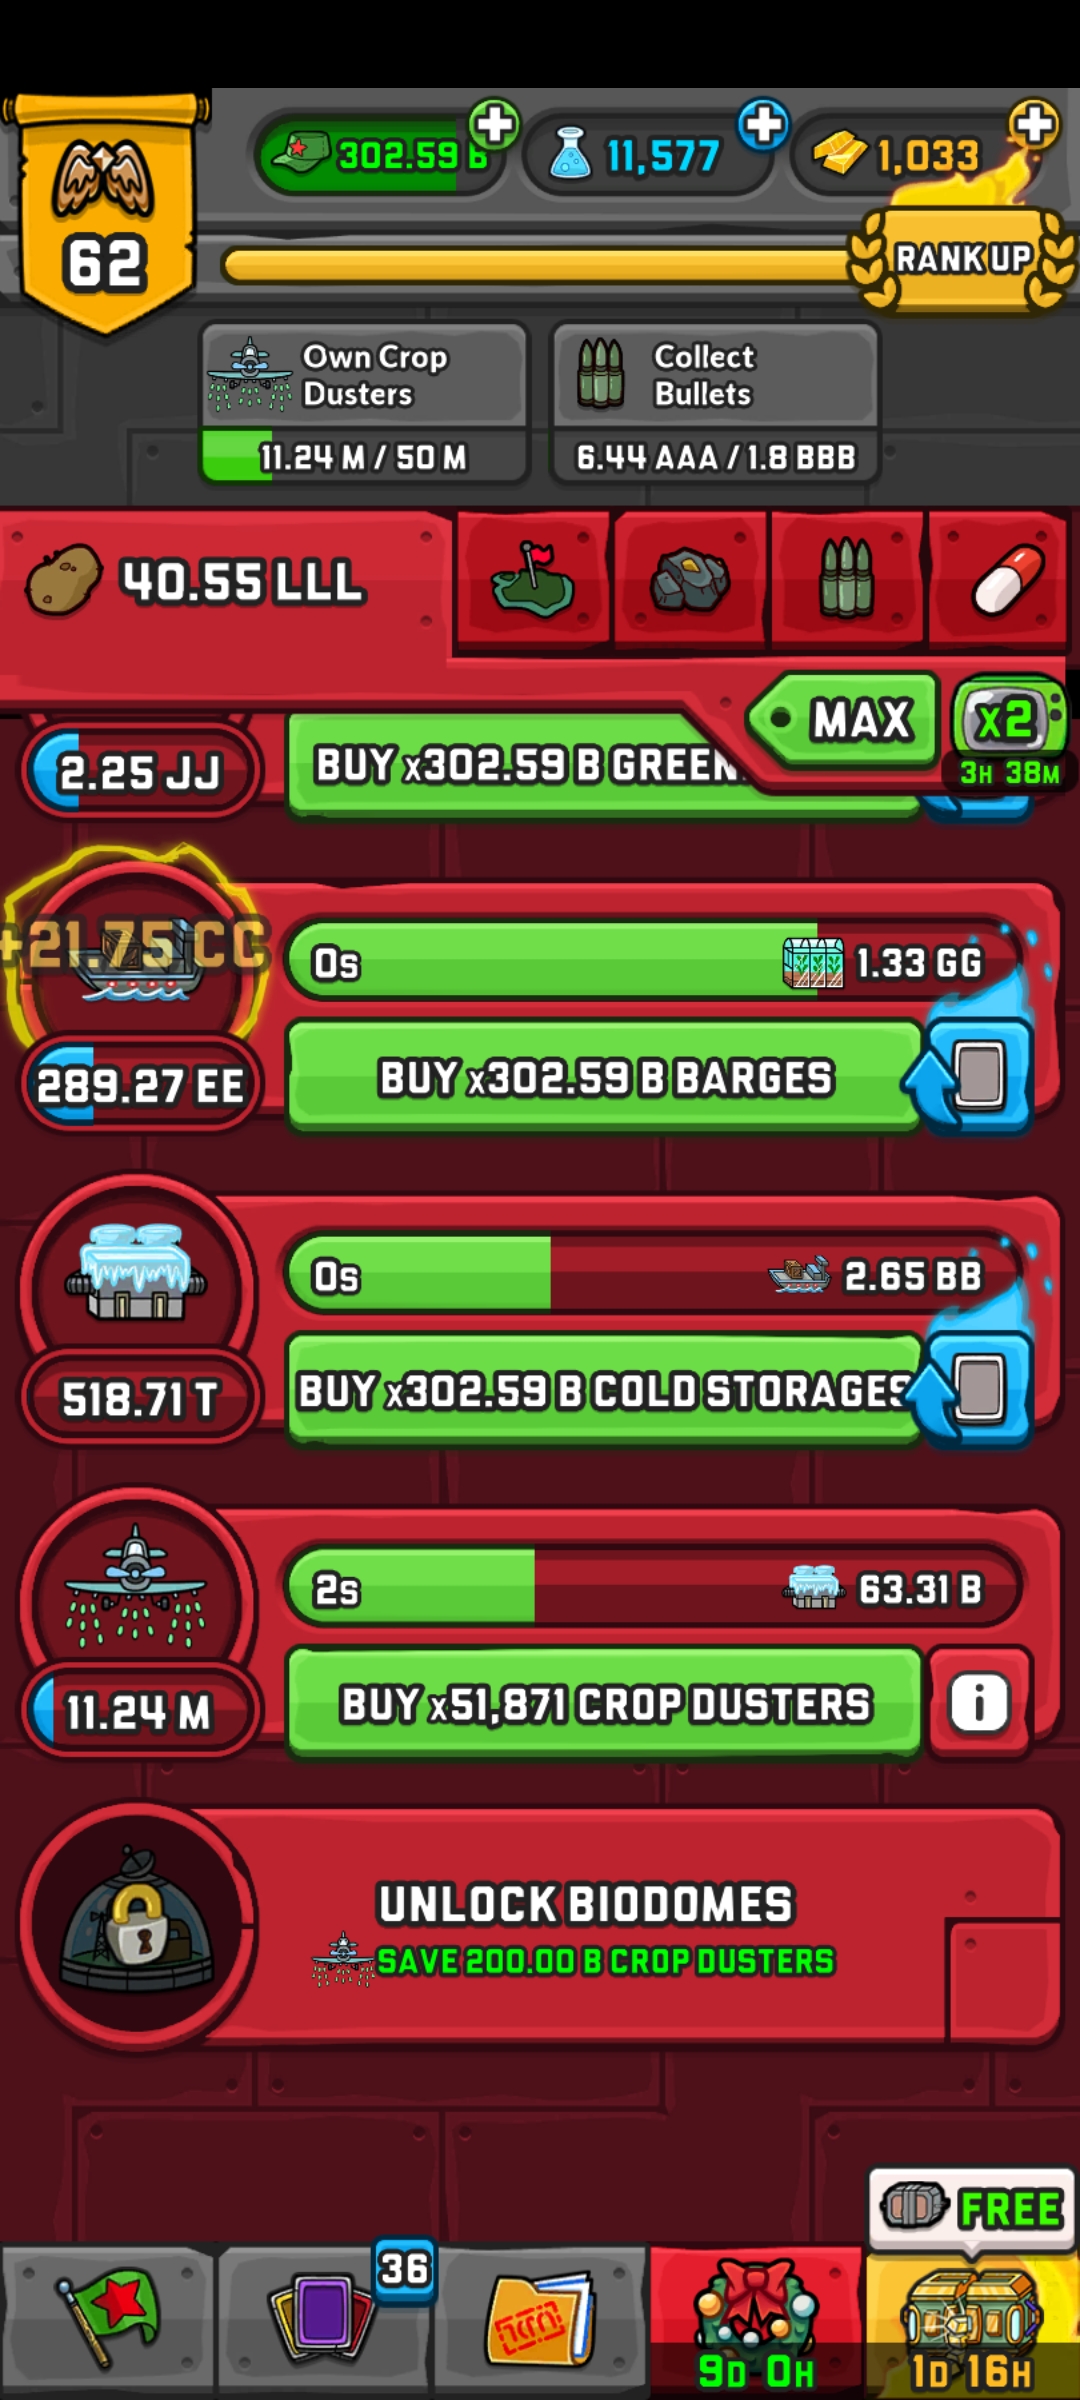 302.59 B
11,577
1,033
62
RANK UP
Own Crop
Dusters
11.24 M / 50 M
Collect
Bullets
6.44 AAA / 1.8 BBB
40.55 LLL
MAX
x2
3H 38M
2.25 JJ
BUY x302.59 B GREEN
+21.75 CC
0s
1.33 GG
289.27 EE
BUY x302.59 B BARGES
0s
2.65 BB
518.71 T
BUY x302.59 B COLD STORAGES
2s
63.31 B
11.24 M
BUY x51,871 CROP DUSTERS
i
UNLOCK BIODOMES
SAVE 200.00 B CROP DUSTERS
FREE
36
9D 0H
1D 16H